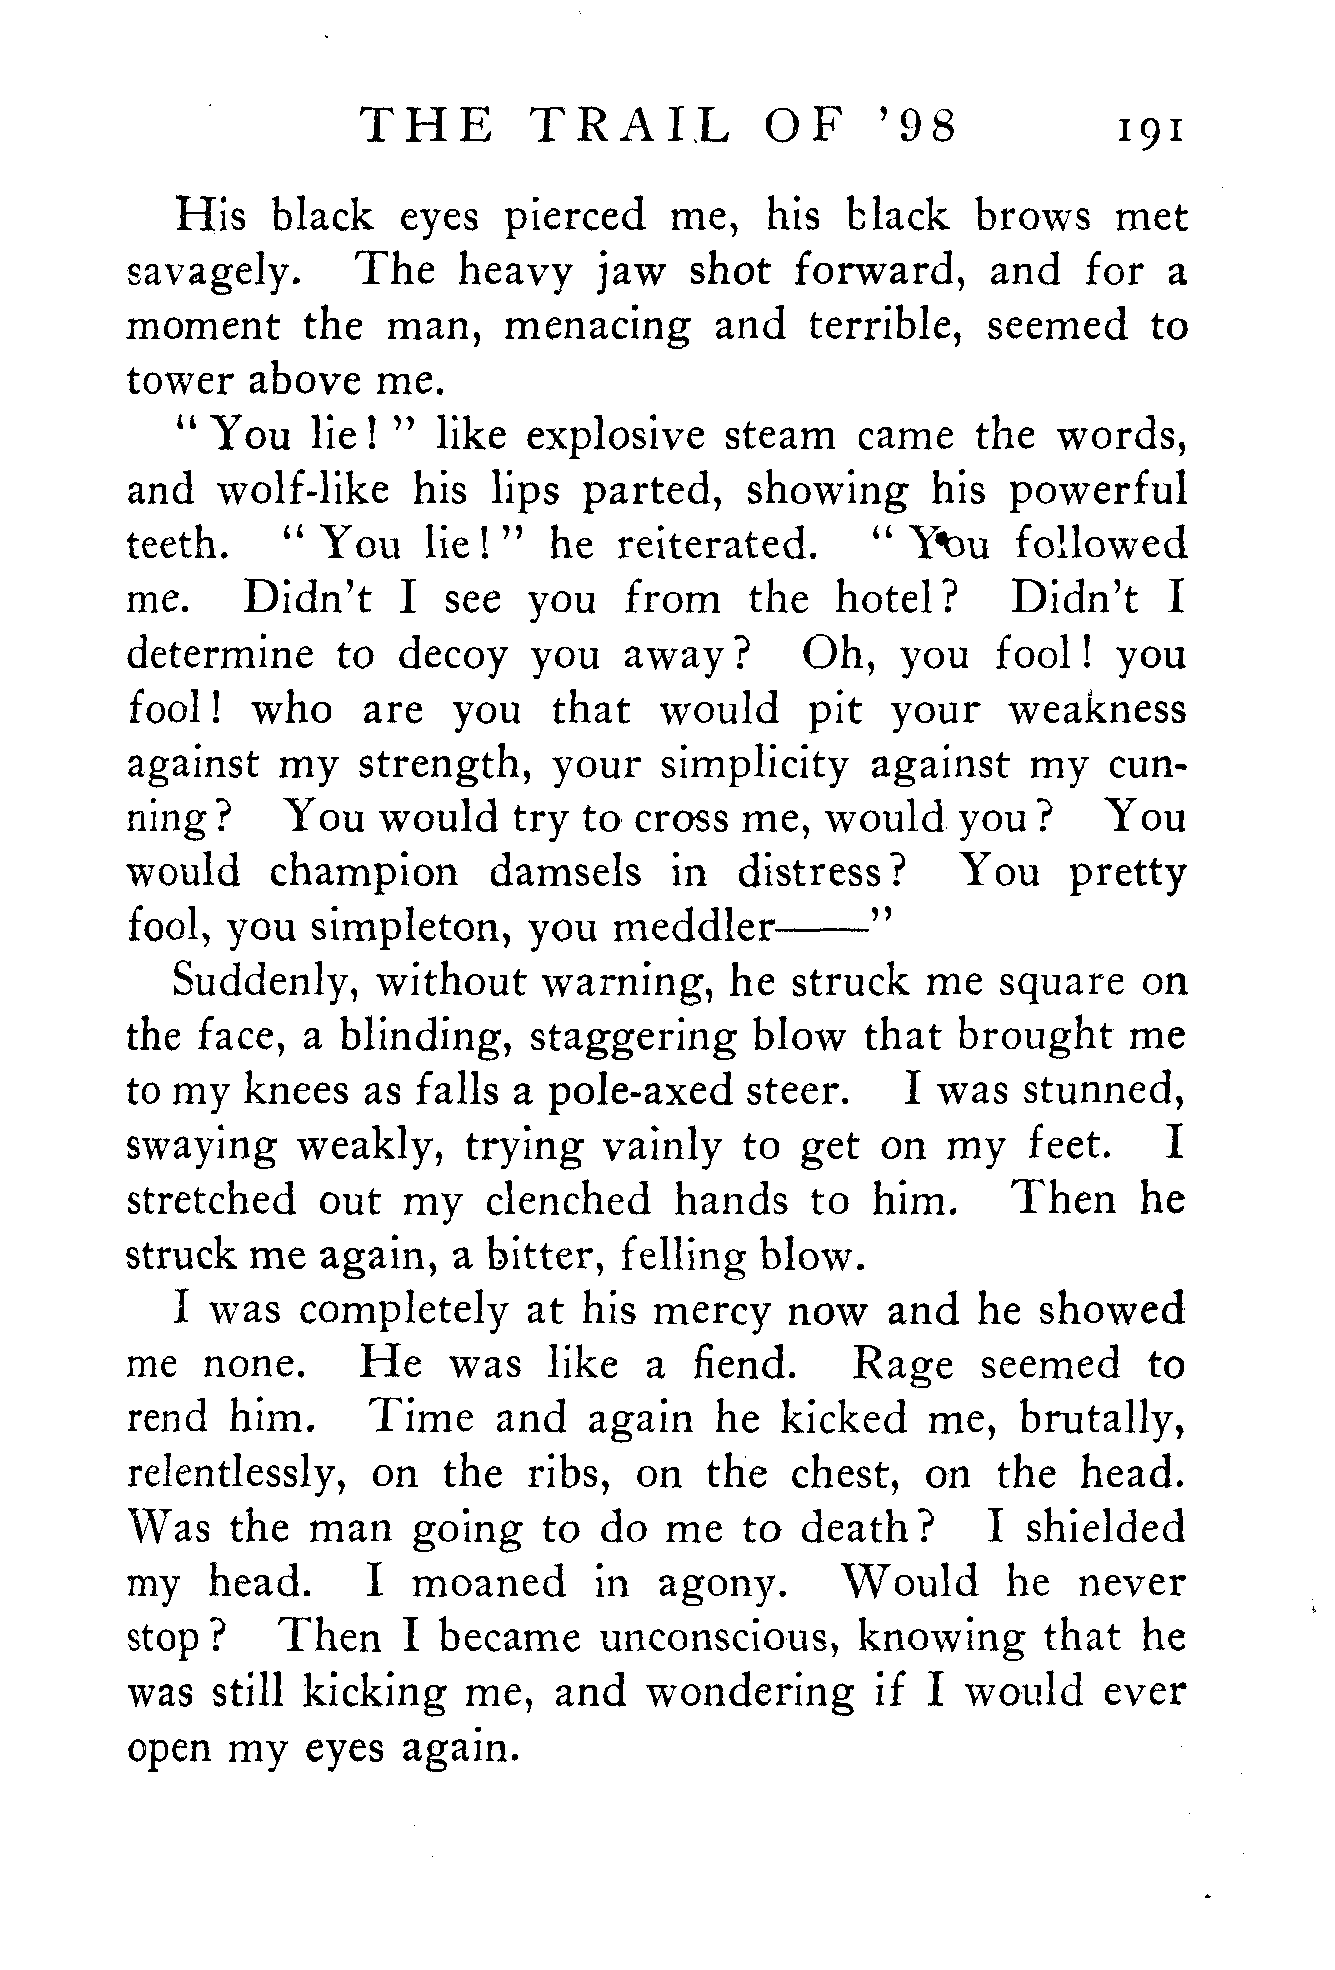 THE TRAIL OF '98 191
His black eyes pierced me, his black brows met
savagely. The heavy jaw shot forward, and for a
moment the man, menacing and terrible, seemed to
tower above me.
"You lie!" like explosive steam came the words,
and wolf-like his lips parted, showing his powerful
teeth. "You lie!" he reiterated. "You followed
me. Didn't I see you from the hotel? Didn't I
determine to decoy you away? Oh, you fool! you
fool! who are you that would pit your weakness
against my strength, your simplicity against my cun-
ning? You would try to cross me, would you? You
would champion damsels in distress? You pretty
fool, you simpleton, you meddler——"
Suddenly, without warning, he struck me square on
the face, a blinding, staggering blow that brought me
to my knees as falls a pole-axed steer. I was stunned,
swaying weakly, trying vainly to get on my feet. I
stretched out my clenched hands to him. Then he
struck me again, a bitter, felling blow.
I was completely at his mercy now and he showed
me none. He was like a fiend. Rage seemed to
rend him. Time and again he kicked me, brutally,
relentlessly, on the ribs, on the chest, on the head.
Was the man going to do me to death? I shielded
my head. I moaned in agony. Would he never
stop? Then I became unconscious, knowing that he
was still kicking me, and wondering if I would ever
open my eyes again.